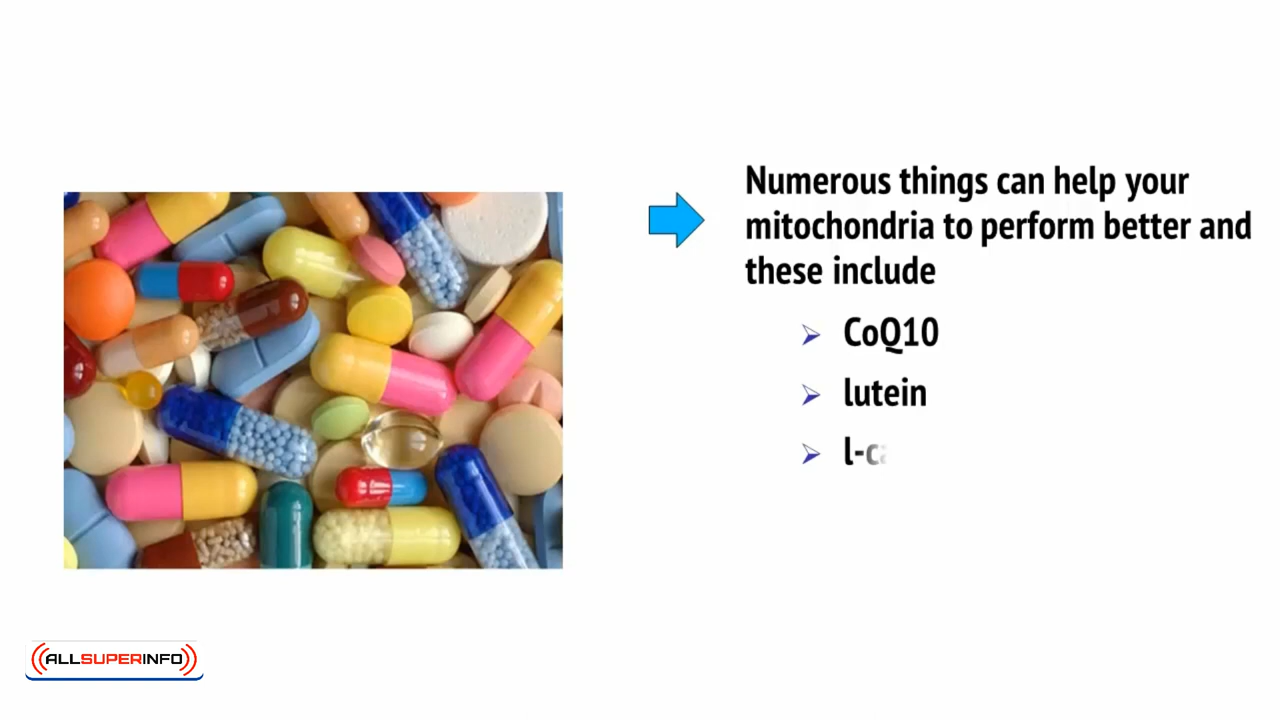 Numerous things can help your
mitochondria to perform better and
these include
CoQ10
lutein
ALLSUPERINFO